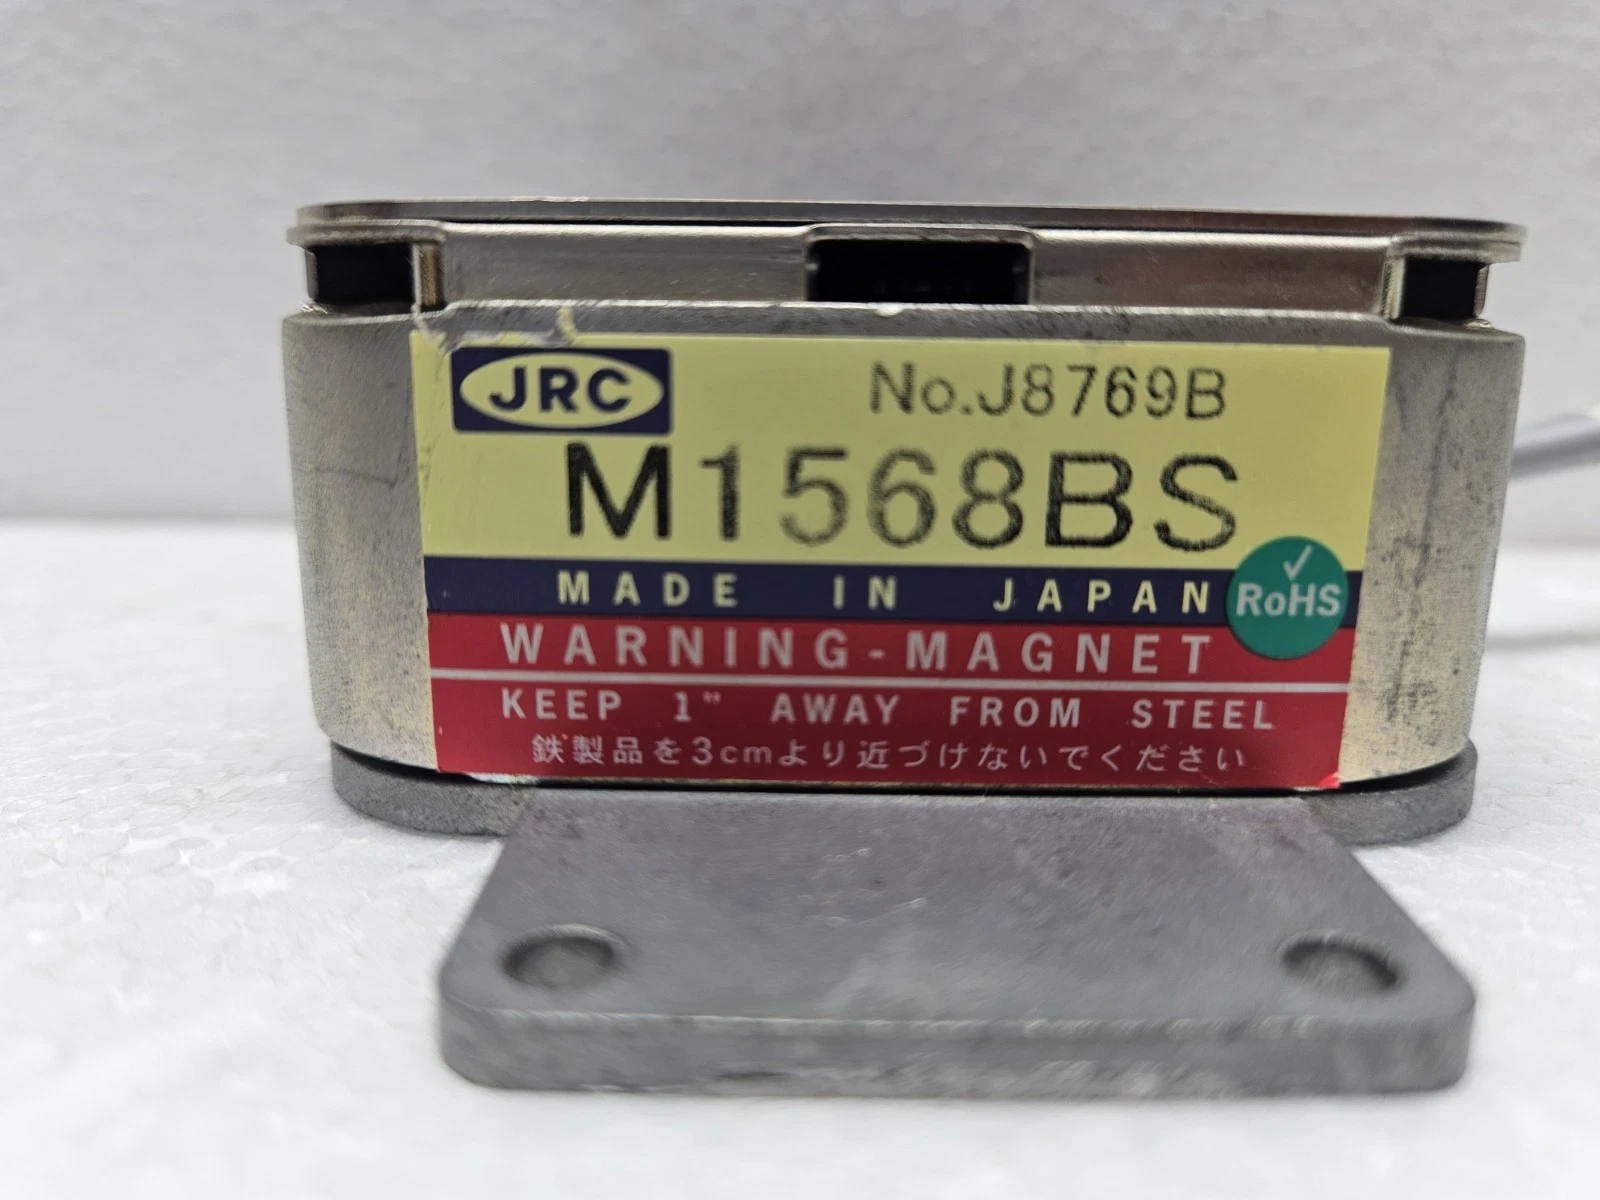 JRC No.J8769B
M1568BS
MADE IN JAPAN
✓
RoHS
WARNING-MAGNET
KEEP 1" AWAY FROM STEEL
鉄製品を3cmより近づけないでください